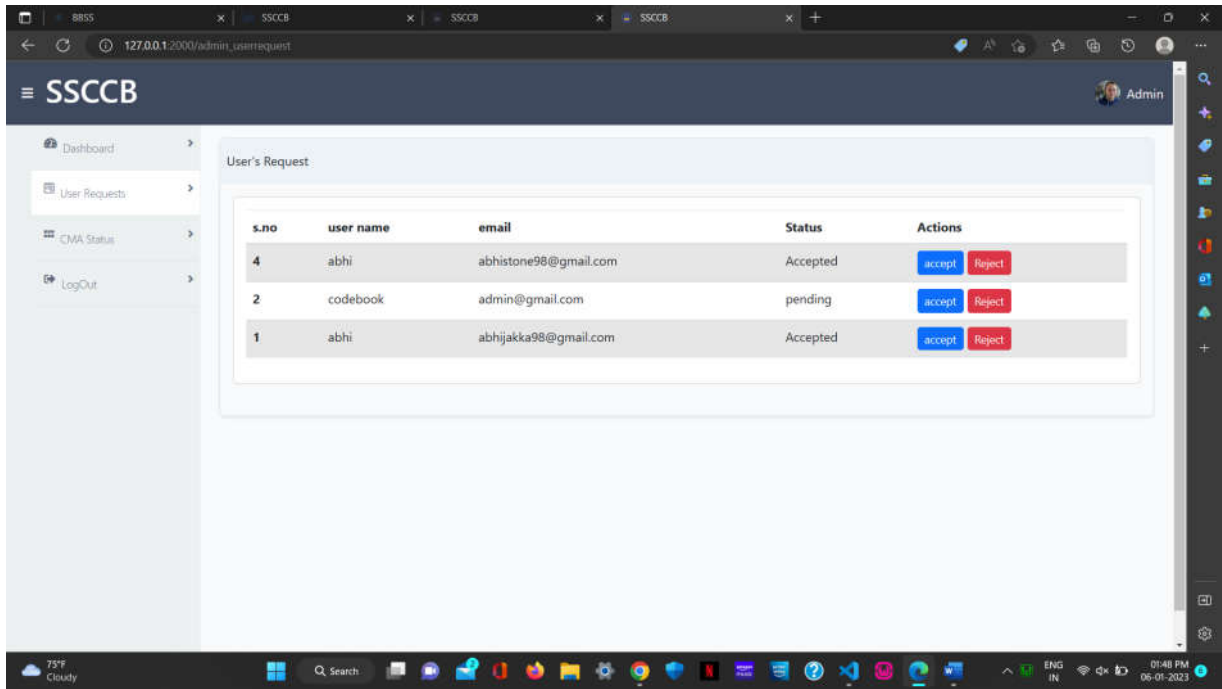 8BSS
SSCCB
SSCCB
SSCCB
127.0.0.1:2000/admin_userrequest
SSCCB
Admin
Dashboard
User Requests
CMA Status
LogOut
User's Request
s.no user name email Status Actions
4 abhi abhistone98@gmail.com Accepted accept Reject
2 codebook admin@gmail.com pending accept Reject
1 abhi abhijakka98@gmail.com Accepted accept Reject
75°F
Cloudy
Search
ENG
IN
01:48 PM
06-01-2023